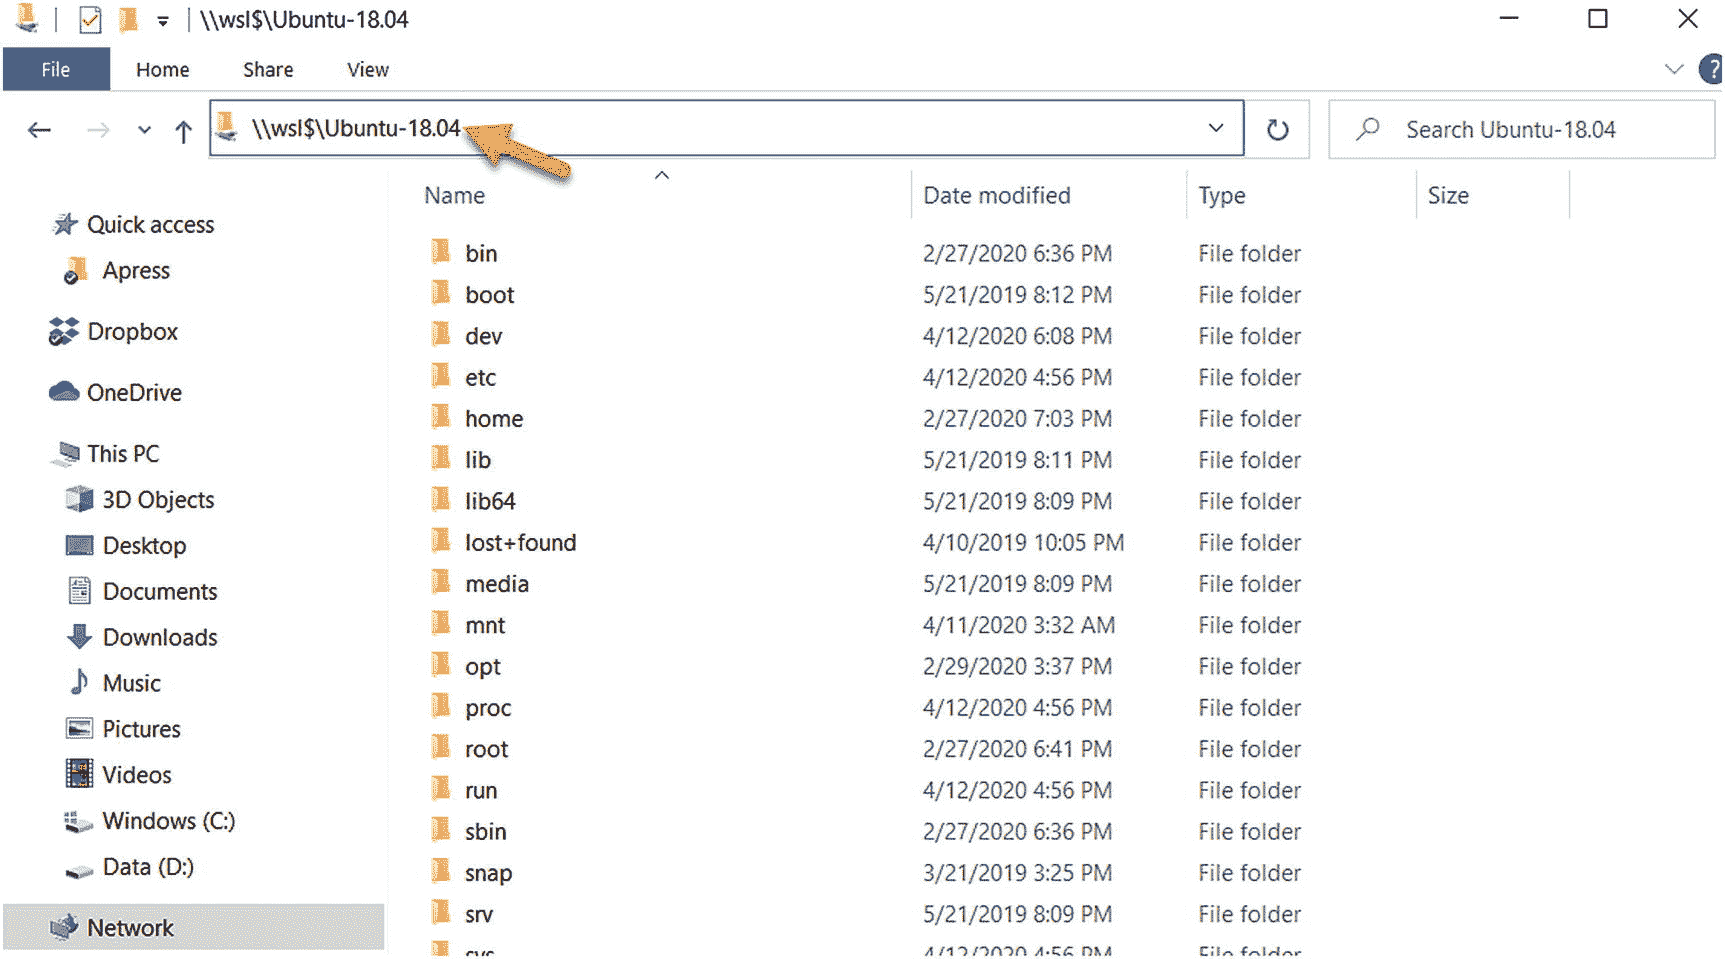 \\wsl$\Ubuntu-18.04
File Home Share View ?
\\wsl$\Ubuntu-18.04 Search Ubuntu-18.04
Name Date modified Type Size
Quick access
Apress
Dropbox
OneDrive
This PC
3D Objects
Desktop
Documents
Downloads
Music
Pictures
Videos
Windows (C:)
Data (D:)
Network
bin 2/27/2020 6:36 PM File folder
boot 5/21/2019 8:12 PM File folder
dev 4/12/2020 6:08 PM File folder
etc 4/12/2020 4:56 PM File folder
home 2/27/2020 7:03 PM File folder
lib 5/21/2019 8:11 PM File folder
lib64 5/21/2019 8:09 PM File folder
lost+found 4/10/2019 10:05 PM File folder
media 5/21/2019 8:09 PM File folder
mnt 4/11/2020 3:32 AM File folder
opt 2/29/2020 3:37 PM File folder
proc 4/12/2020 4:56 PM File folder
root 2/27/2020 6:41 PM File folder
run 4/12/2020 4:56 PM File folder
sbin 2/27/2020 6:36 PM File folder
snap 3/21/2019 3:25 PM File folder
srv 5/21/2019 8:09 PM File folder
sys 4/12/2020 4:56 PM File folder